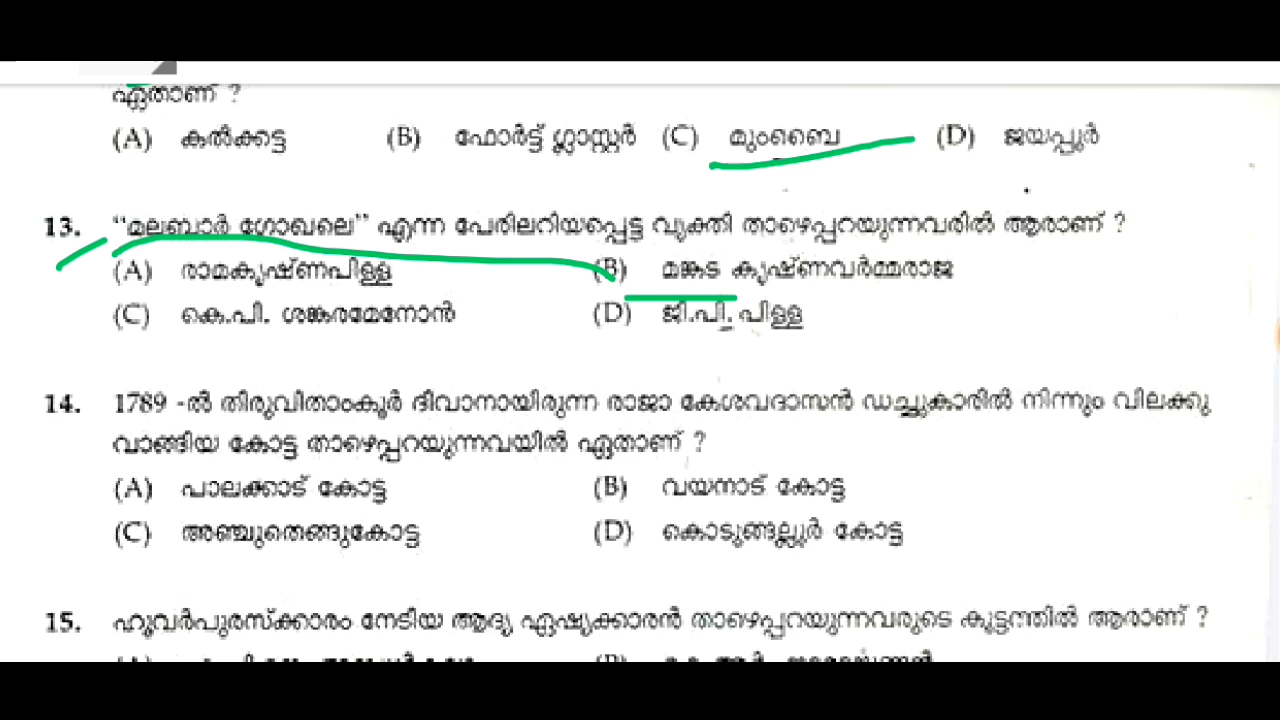 ഏതാണ് ?
(A) കൽക്കട്ട (B) ഫോർട്ട് ഗ്ലാസ്റ്റർ (C) മുംബൈ (D) ജയപ്പൂർ
13. “മലബാർ ഗോഖലെ” എന്ന പേരിലറിയപ്പെട്ട വ്യക്തി താഴെപ്പറയുന്നവരിൽ ആരാണ് ?
(A) രാമകൃഷ്ണപിള്ള (B) മങ്കട കൃഷ്ണവർമ്മരാജ
(C) കെ.പി. ശങ്കരമേനോൻ (D) ജി.പി. പിള്ള
14. 1789 -ൽ തിരുവിതാംകൂർ ദീവാനായിരുന്ന രാജാ കേശവദാസൻ ഡച്ചുകാരിൽ നിന്നും വിലക്കു
വാങ്ങിയ കോട്ട താഴെപ്പറയുന്നവയിൽ ഏതാണ് ?
(A) പാലക്കാട് കോട്ട (B) വയനാട് കോട്ട
(C) അഞ്ചുതെങ്ങുകോട്ട (D) കൊടുങ്ങല്ലൂർ കോട്ട
15. ഹൂവർപുരസ്ക്കാരം നേടിയ ആദ്യ ഏഷ്യക്കാരൻ താഴെപ്പറയുന്നവരുടെ കൂട്ടത്തിൽ ആരാണ് ?